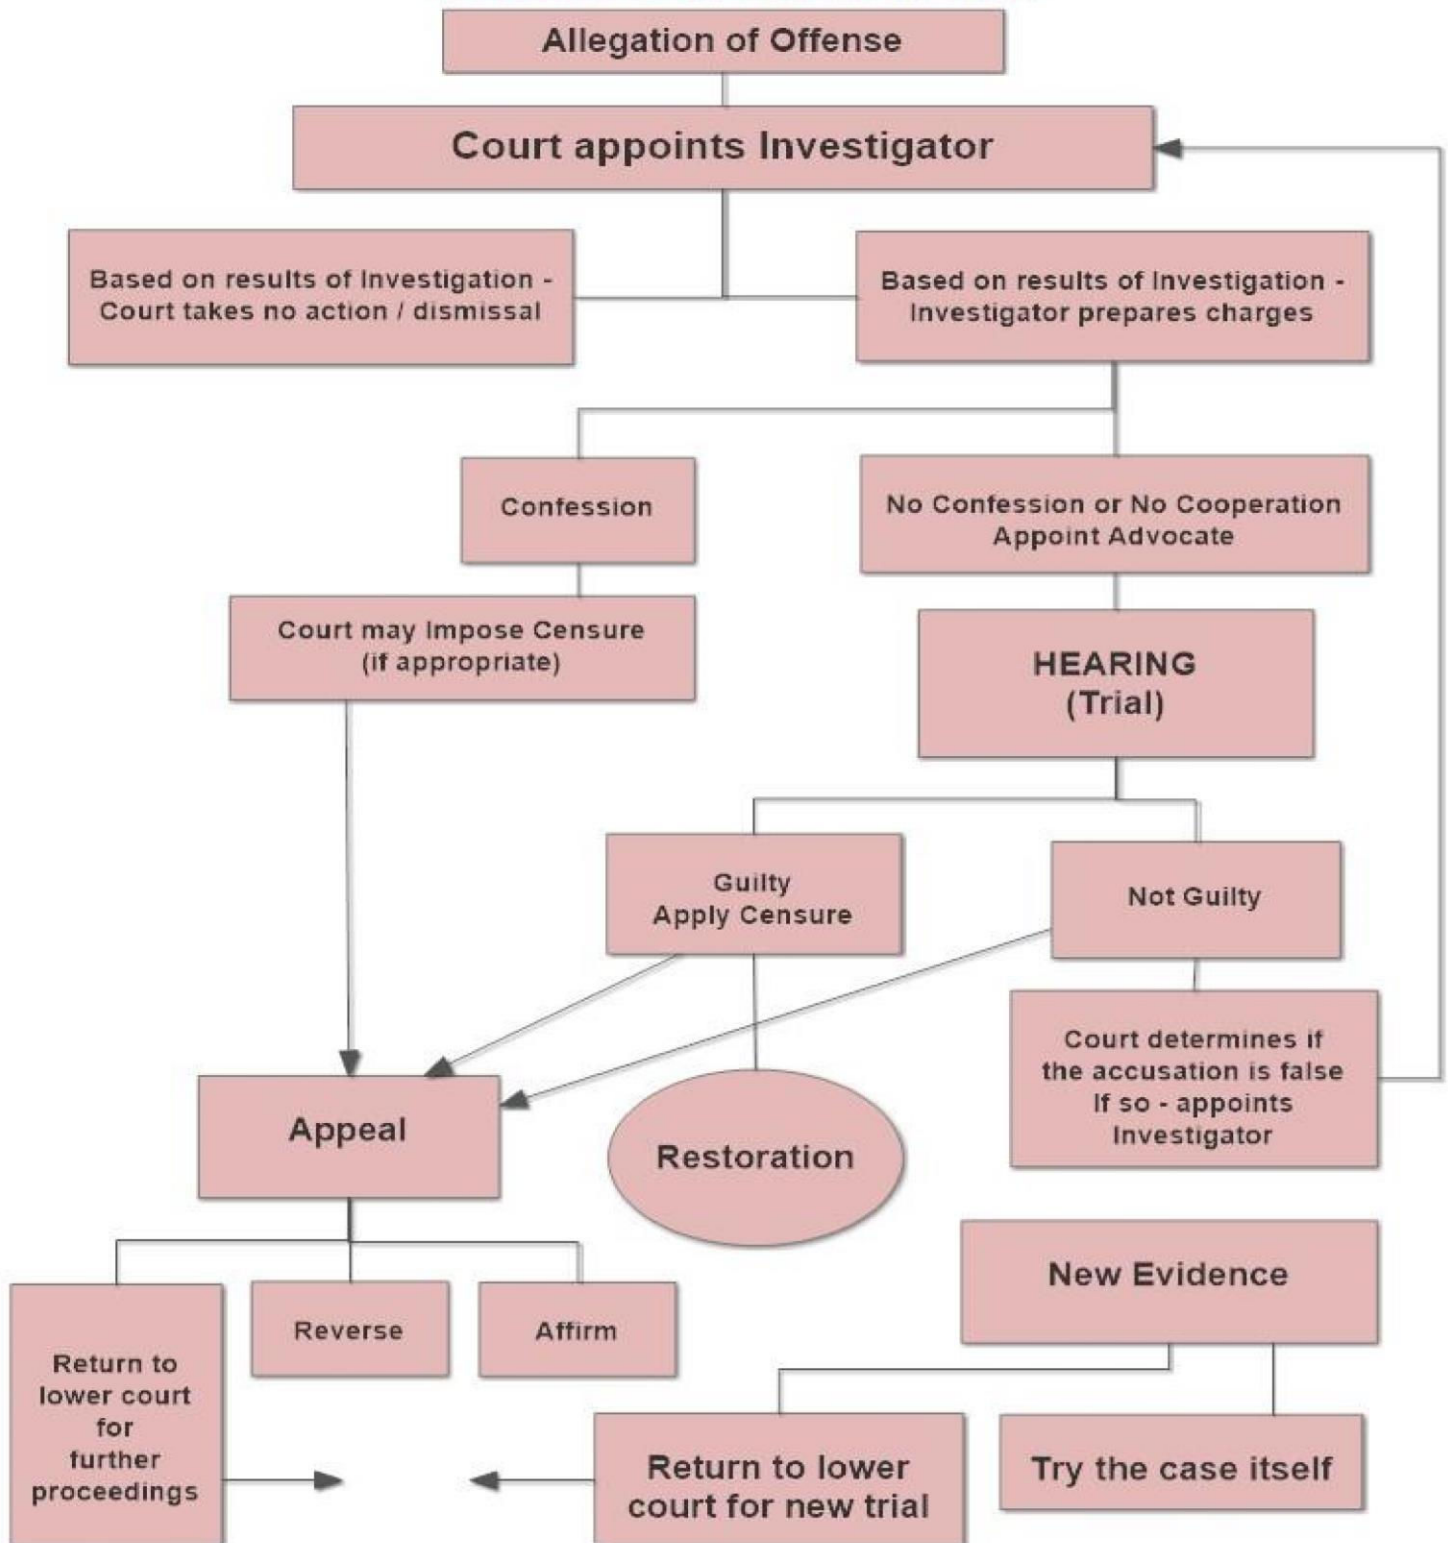 Allegation of Offense
Court appoints Investigator
Based on results of Investigation -
Court takes no action / dismissal
Based on results of Investigation -
Investigator prepares charges
Confession
No Confession or No Cooperation
Appoint Advocate
Court may Impose Censure
(if appropriate)
HEARING
(Trial)
Guilty
Apply Censure
Not Guilty
Court determines if
the accusation is false
If so - appoints
Investigator
Appeal
Restoration
New Evidence
Reverse
Affirm
Return to
lower court
for
further
proceedings
Return to lower
court for new trial
Try the case itself